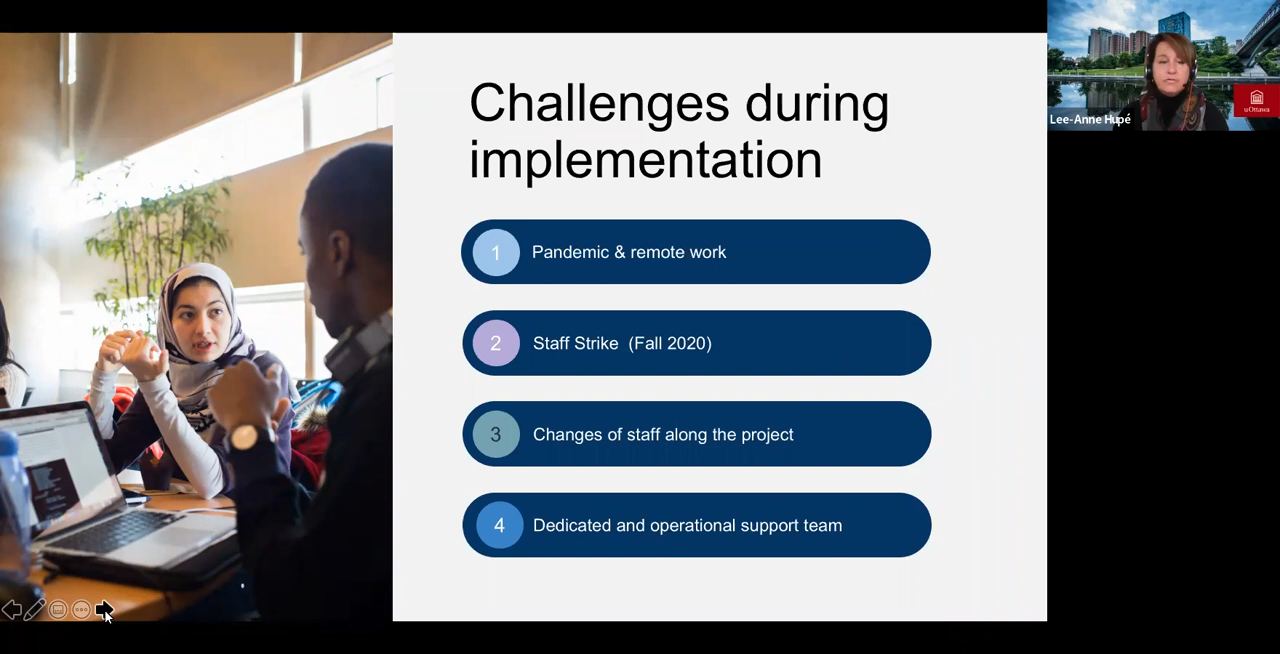 Challenges during
implementation
1
Pandemic & remote work
2
Staff Strike (Fall 2020)
3
Changes of staff along the project
4
Dedicated and operational support team
Lee-Anne Hupé
uOttawa